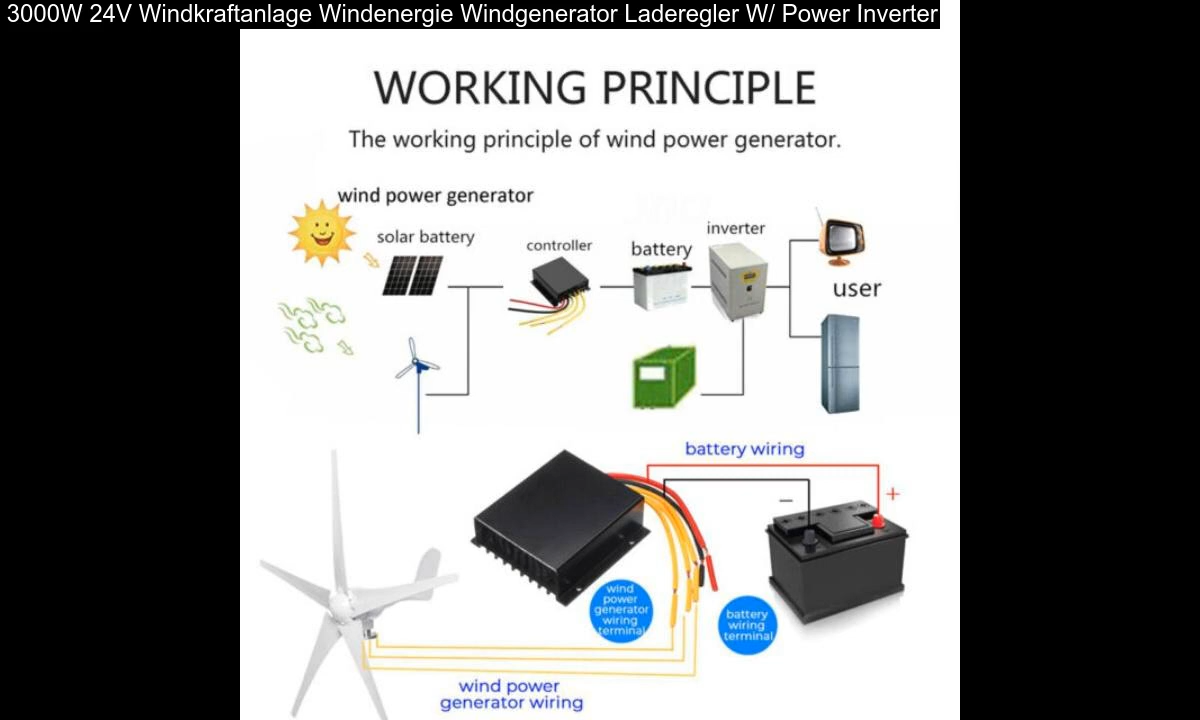 3000W 24V Windkraftanlage Windenergie Windgenerator Laderegler W/ Power Inverter
WORKING PRINCIPLE
The working principle of wind power generator.
wind power generator
solar battery
controller
battery
inverter
user
battery wiring
−
+
wind
power
generator
wiring
terminal
battery
wiring
terminal
wind power
generator wiring